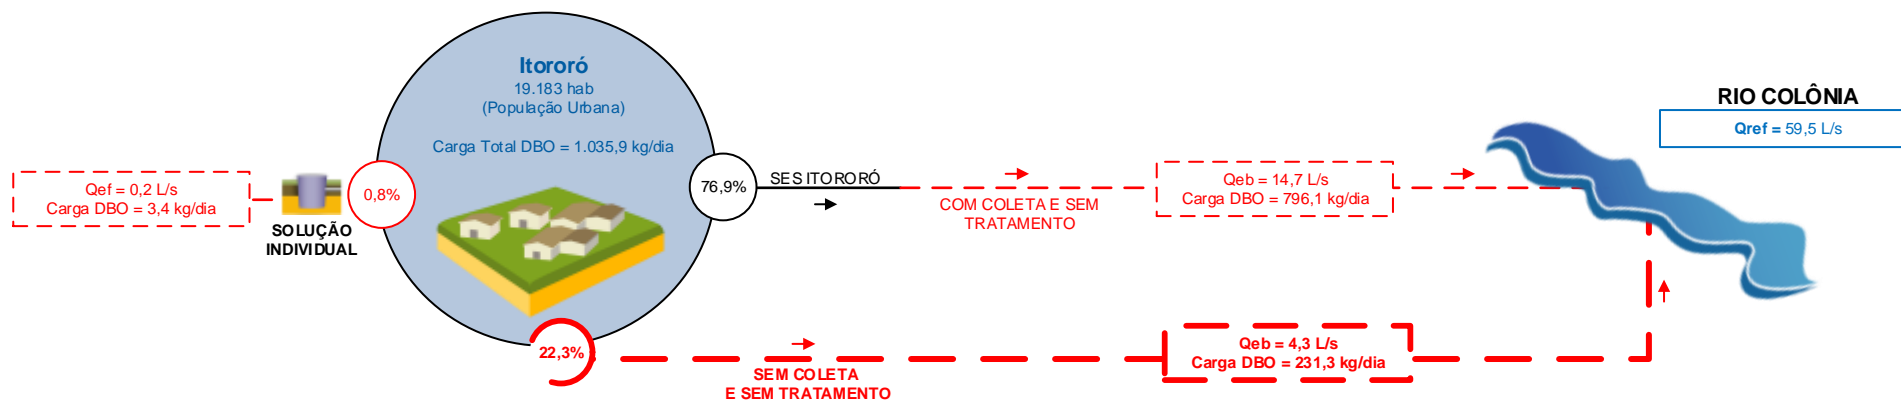 Itororó
19.183 hab
(População Urbana)
Carga Total DBO = 1.035,9 kg/dia
Qef = 0,2 L/s
Carga DBO = 3,4 kg/dia
SOLUÇÃO
INDIVIDUAL
0,8%
76,9%
SES ITORORÓ
COM COLETA E SEM
TRATAMENTO
Qeb = 14,7 L/s
Carga DBO = 796,1 kg/dia
RIO COLÔNIA
Qref = 59,5 L/s
22,3%
SEM COLETA
E SEM TRATAMENTO
Qeb = 4,3 L/s
Carga DBO = 231,3 kg/dia